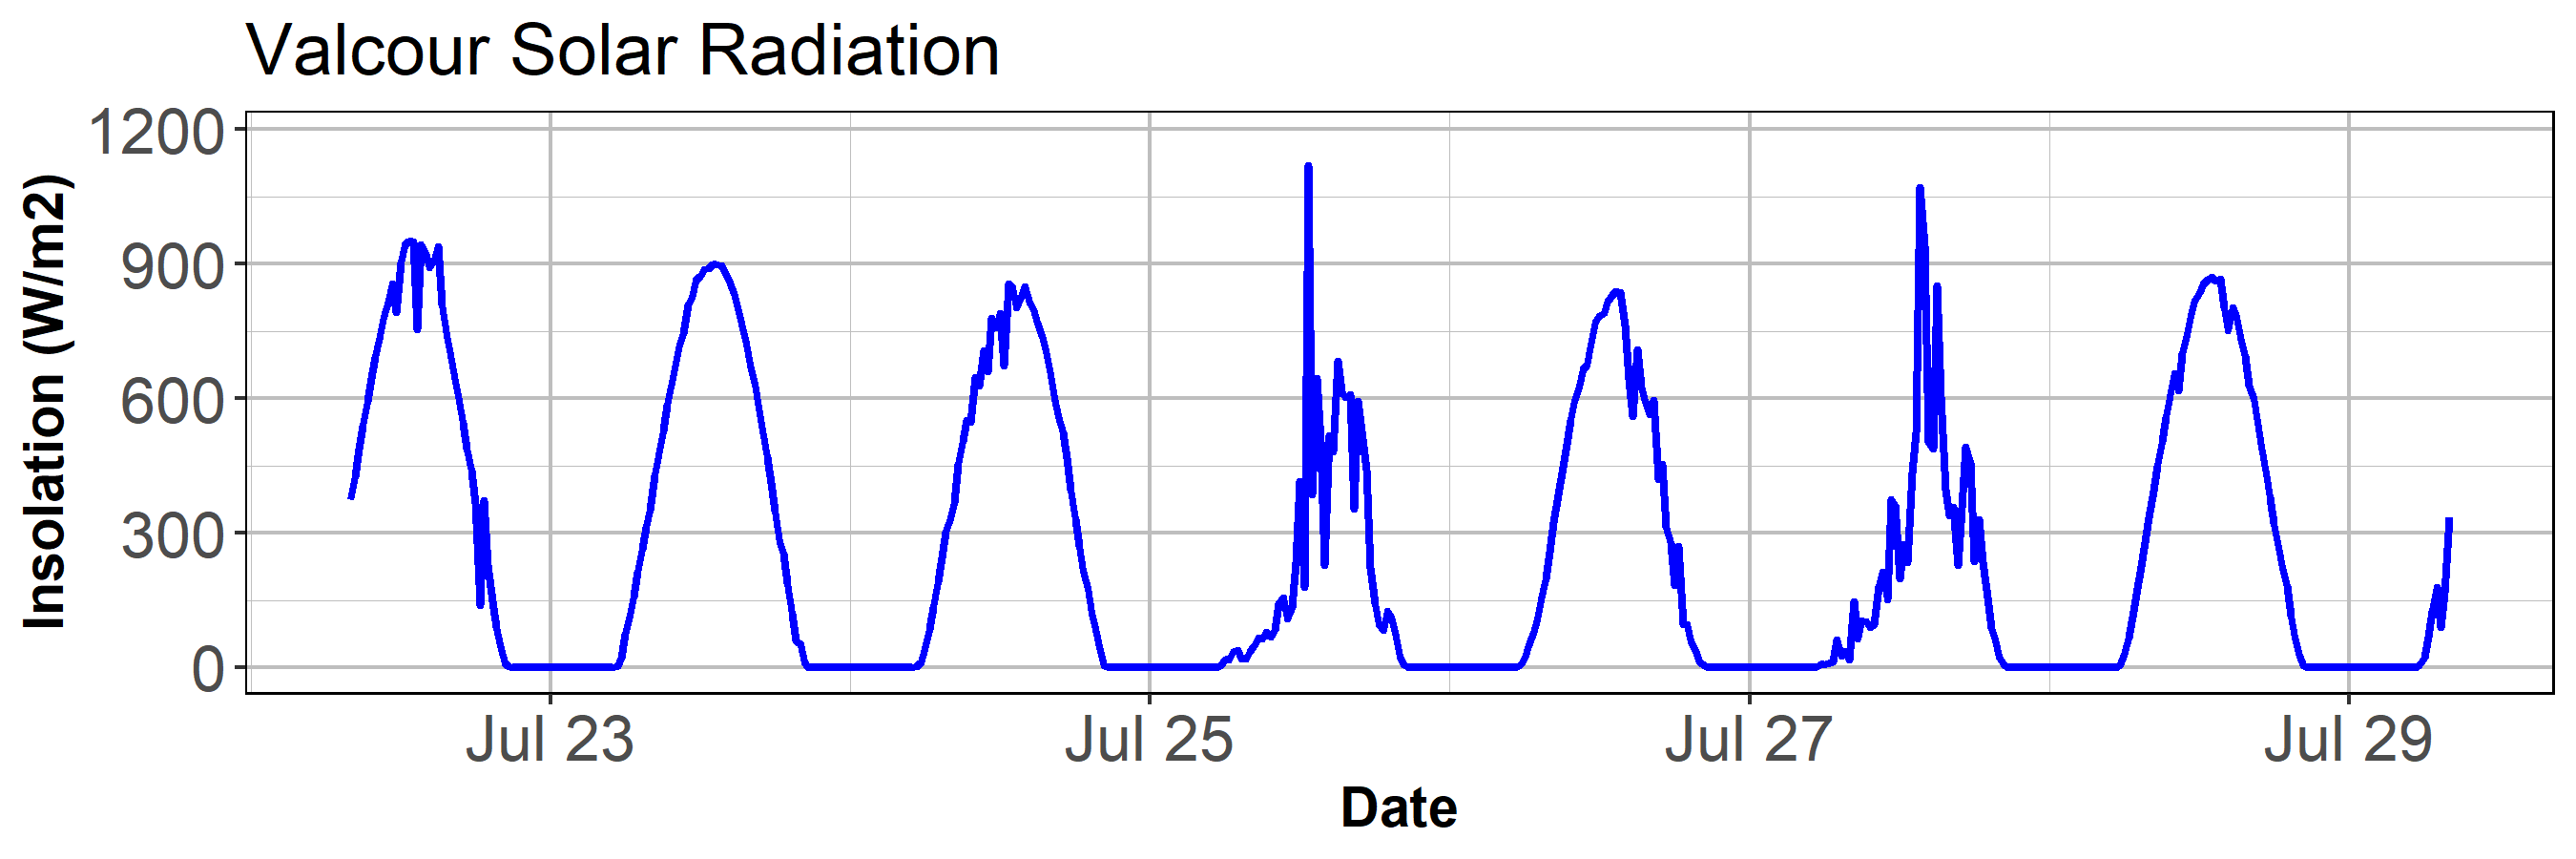 Valcour Solar Radiation
Insolation (W/m2)
1200
900
600
300
0
Jul 23
Jul 25
Jul 27
Jul 29
Date